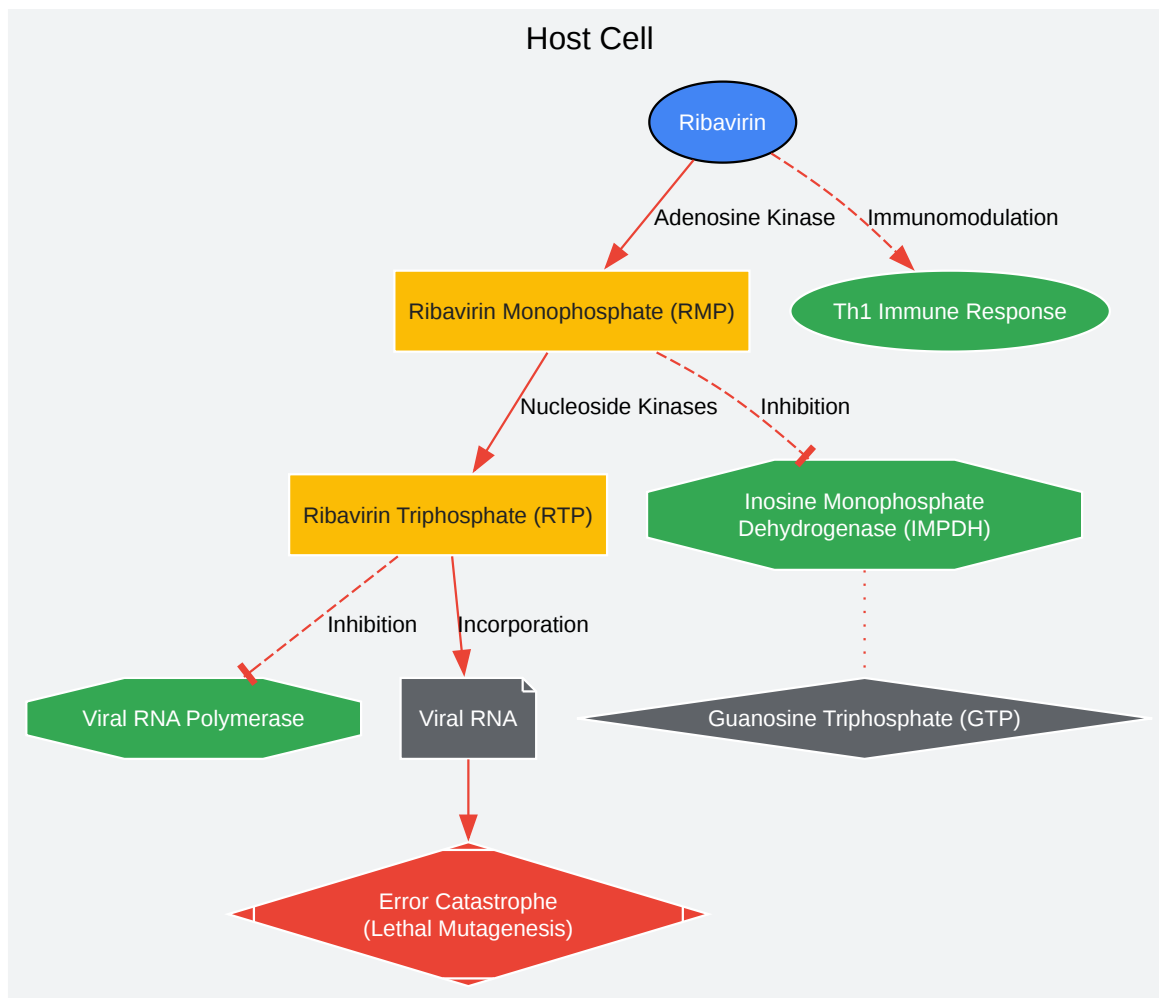 Host Cell
Ribavirin
Adenosine Kinase
Immunomodulation
Ribavirin Monophosphate (RMP)
Th1 Immune Response
Nucleoside Kinases
Inhibition
Ribavirin Triphosphate (RTP)
Inosine Monophosphate
Dehydrogenase (IMPDH)
Inhibition
Incorporation
Viral RNA Polymerase
Viral RNA
Guanosine Triphosphate (GTP)
Error Catastrophe
(Lethal Mutagenesis)